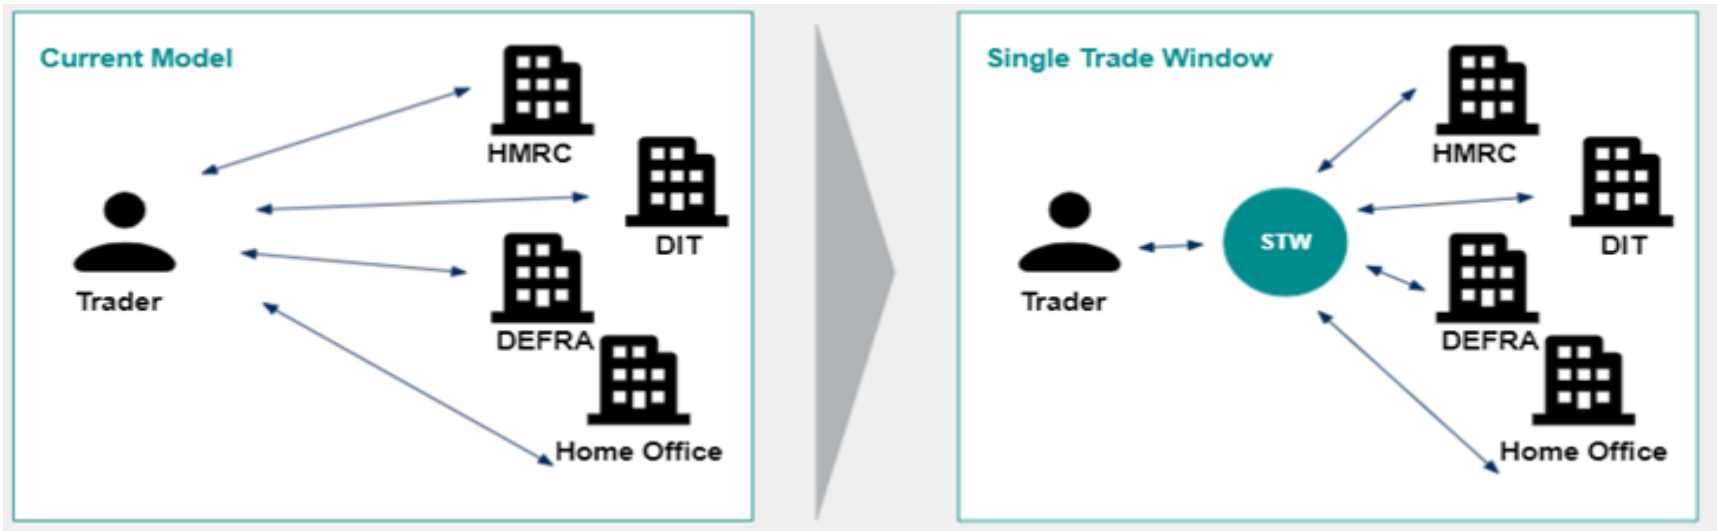 Current Model
HMRC
DIT
Trader
DEFRA
Home Office
Single Trade Window
HMRC
DIT
STW
Trader
DEFRA
Home Office